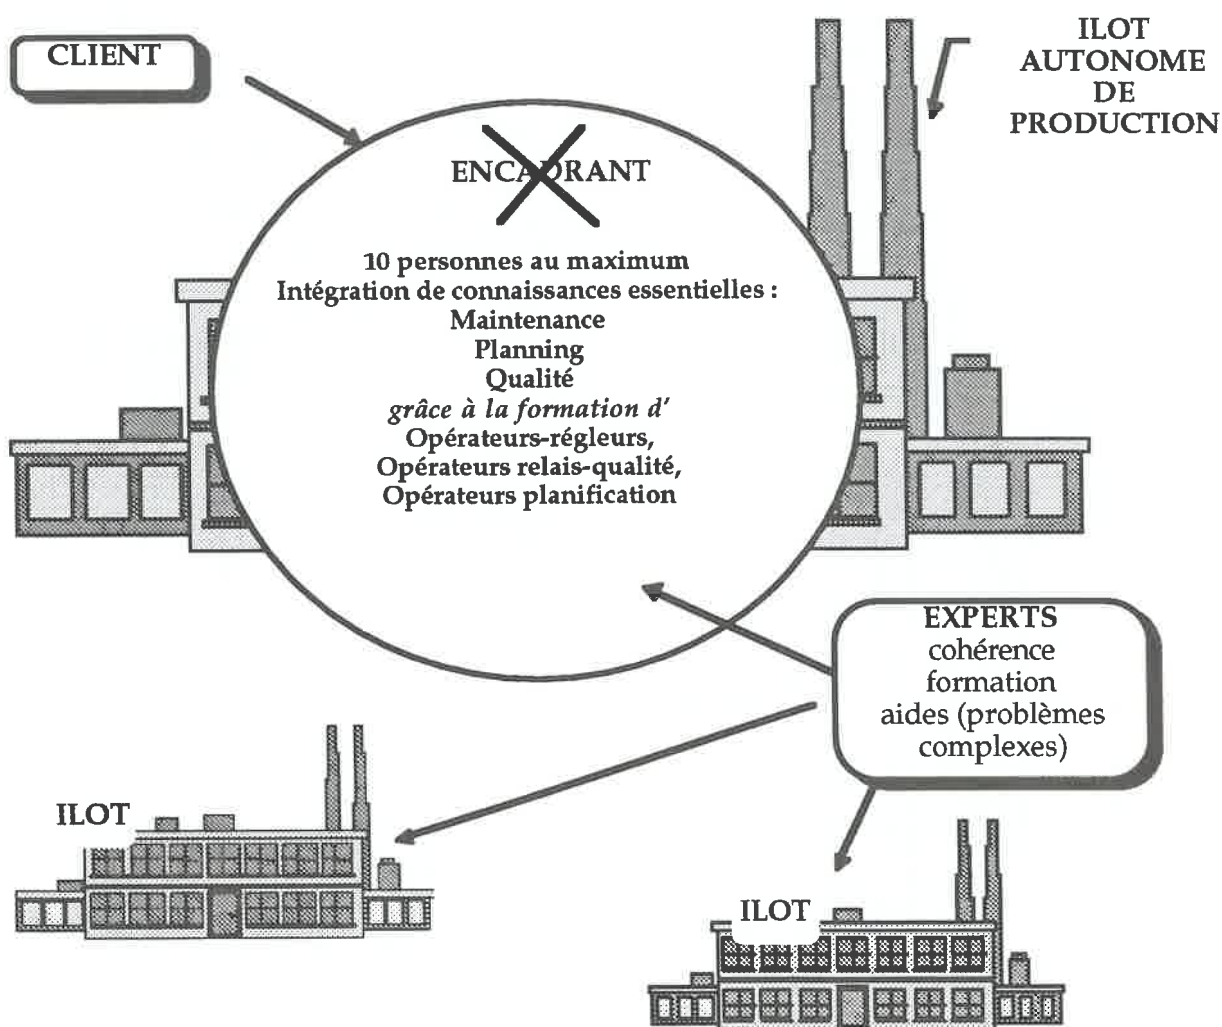 CLIENT
ILOT
AUTONOME
DE
PRODUCTION
ENCADRANT
10 personnes au maximum
Intégration de connaissances essentielles :
Maintenance
Planning
Qualité
grâce à la formation d'
Opérateurs-régleurs,
Opérateurs relais-qualité,
Opérateurs planification
EXPERTS
cohérence
formation
aides (problèmes
complexes)
ILOT
ILOT